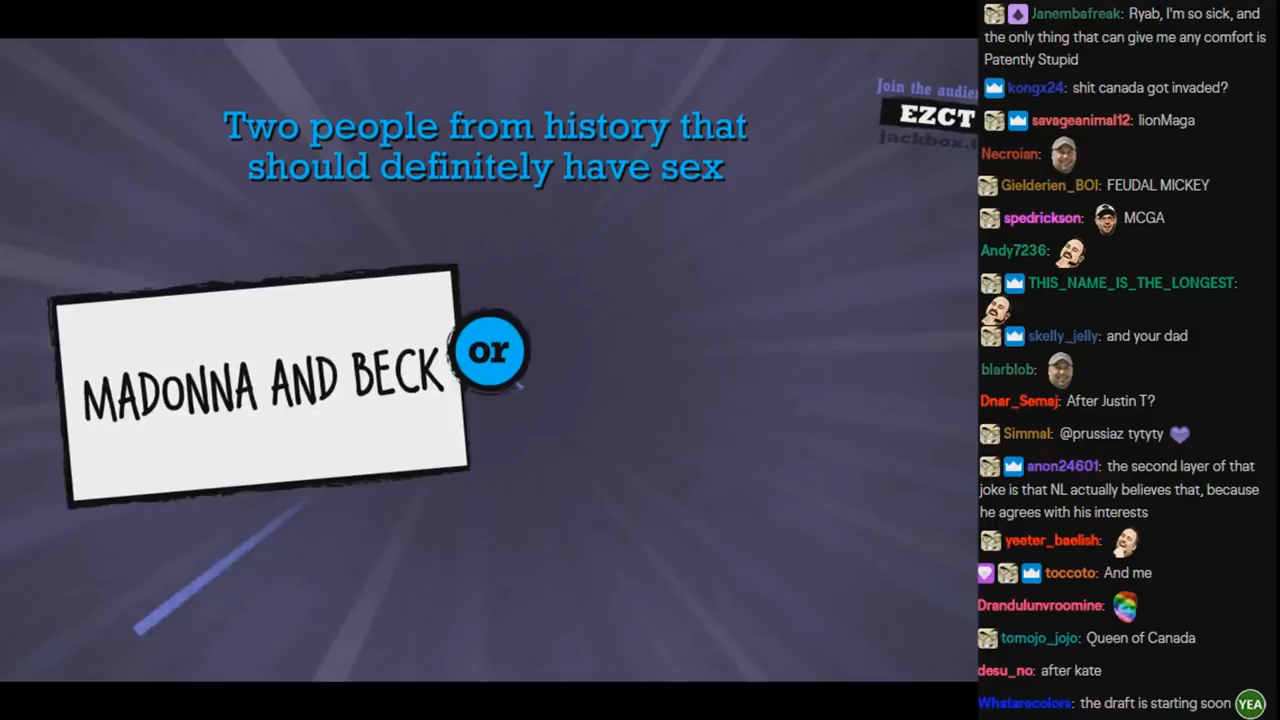 Two people from history that
should definitely have sex
Join the audien
EZCT
jackbox.t
MADONNA AND BECK
or
Janembafreak: Ryab, I'm so sick, and
the only thing that can give me any comfort is
Patently Stupid
kongx24: shit canada got invaded?
savageanimal12: lionMaga
Necroian:
Gielderien_BOI: FEUDAL MICKEY
spedrickson: MCGA
Andy7236:
THIS_NAME_IS_THE_LONGEST:
skelly_jelly: and your dad
blarblob:
Dnar_Semaj: After Justin T?
Simmal: @prussiaz tytyty
anon24601: the second layer of that
joke is that NL actually believes that, because
he agrees with his interests
yeeter_baelish:
toccoto: And me
Drandulunvroomine:
tomojo_jojo: Queen of Canada
desu_no: after kate
Whatarecolors: the draft is starting soon YEA